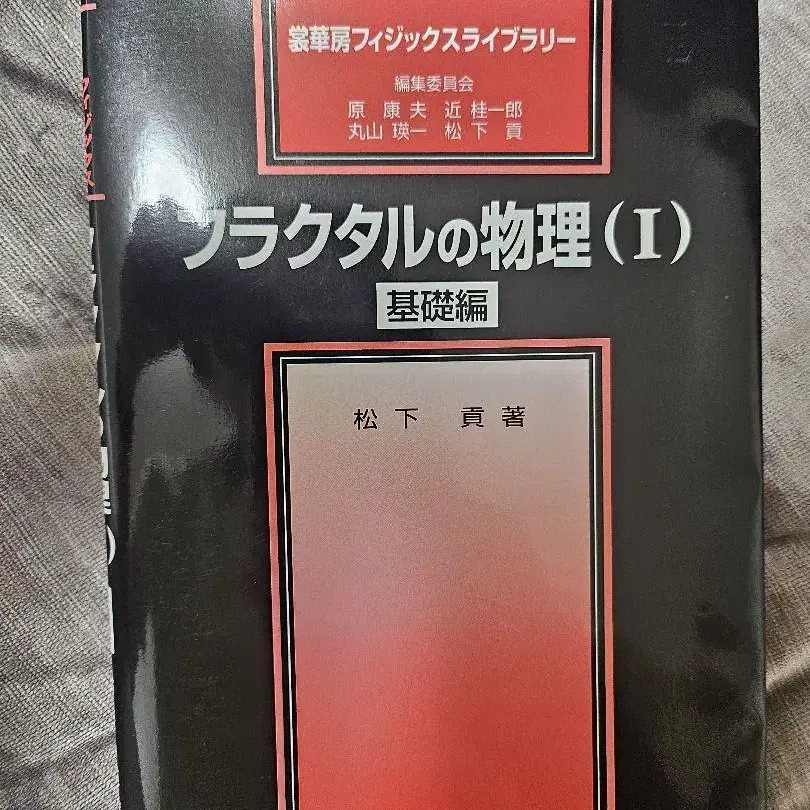 裳華房フィジックスライブラリー
編集委員会
原 康夫 近 桂一郎
丸山 瑛一 松下 貢
フラクタルの物理(I)
基礎編
松下 貢著